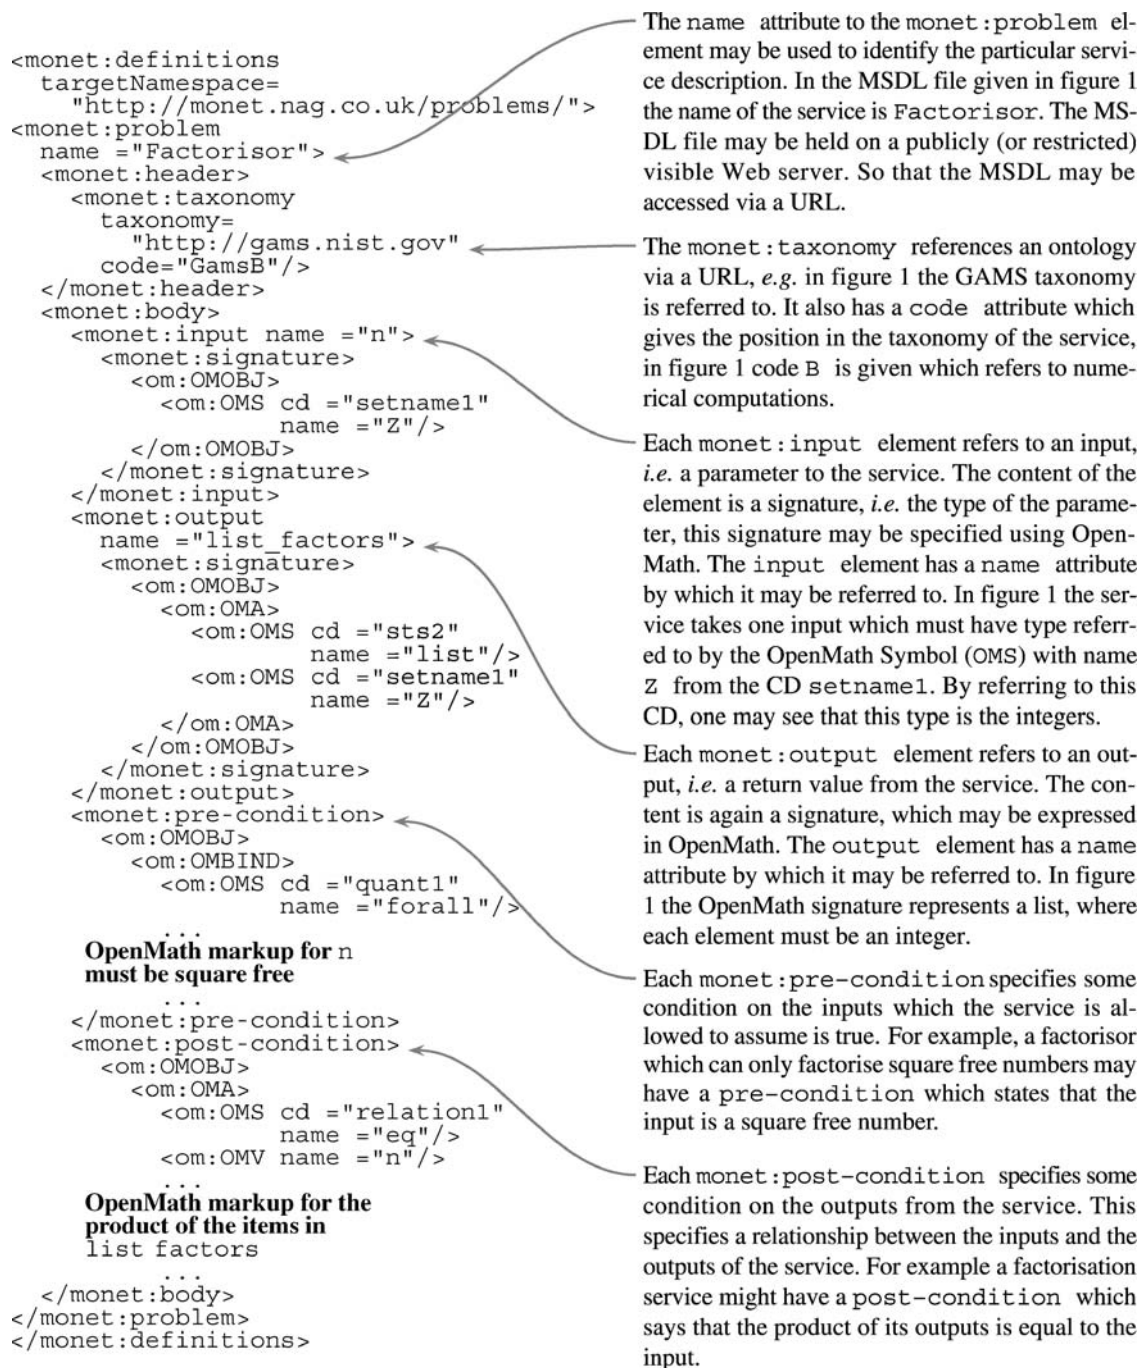 <monet:definitions
targetNamespace=
"http://monet.nag.co.uk/problems/">
<monet:problem
name ="Factorisor">
<monet:header>
<monet:taxonomy
taxonomy=
"http://gams.nist.gov"
code="GamsB"/>
</monet:header>
<monet:body>
<monet:input name ="n">
<monet:signature>
<om:OMOBJ>
<om:OMS cd ="setname1"
name ="Z"/>
</om:OMOBJ>
</monet:signature>
</monet:input>
<monet:output
name ="list_factors">
<monet:signature>
<om:OMOBJ>
<om:OMA>
<om:OMS cd ="sts2"
name ="list"/>
<om:OMS cd ="setname1"
name ="Z"/>
</om:OMA>
</om:OMOBJ>
</monet:signature>
</monet:output>
<monet:pre-condition>
<om:OMOBJ>
<om:OMBIND>
<om:OMS cd ="quant1"
name ="forall"/>
...
OpenMath markup for n
must be square free
...
</monet:pre-condition>
<monet:post-condition>
<om:OMOBJ>
<om:OMA>
<om:OMS cd ="relation1"
name ="eq"/>
<om:OMV name ="n"/>
...
OpenMath markup for the
product of the items in
list factors
...
</monet:body>
</monet:problem>
</monet:definitions>
The name attribute to the monet:problem el-
ement may be used to identify the particular servi-
ce description. In the MSDL file given in figure 1
the name of the service is Factorisor. The MS-
DL file may be held on a publicly (or restricted)
visible Web server. So that the MSDL may be
accessed via a URL.
The monet:taxonomy references an ontology
via a URL, e.g. in figure 1 the GAMS taxonomy
is referred to. It also has a code attribute which
gives the position in the taxonomy of the service,
in figure 1 code B is given which refers to nume-
rical computations.
Each monet:input element refers to an input,
i.e. a parameter to the service. The content of the
element is a signature, i.e. the type of the parame-
ter, this signature may be specified using Open-
Math. The input element has a name attribute
by which it may be referred to. In figure 1 the ser-
vice takes one input which must have type referr-
ed to by the OpenMath Symbol (OMS) with name
Z from the CD setname1. By referring to this
CD, one may see that this type is the integers.
Each monet:output element refers to an out-
put, i.e. a return value from the service. The con-
tent is again a signature, which may be expressed
in OpenMath. The output element has a name
attribute by which it may be referred to. In figure
1 the OpenMath signature represents a list, where
each element must be an integer.
Each monet:pre-condition specifies some
condition on the inputs which the service is al-
lowed to assume is true. For example, a factorisor
which can only factorise square free numbers may
have a pre-condition which states that the
input is a square free number.
Each monet:post-condition specifies some
condition on the outputs from the service. This
specifies a relationship between the inputs and the
outputs of the service. For example a factorisation
service might have a post-condition which
says that the product of its outputs is equal to the
input.